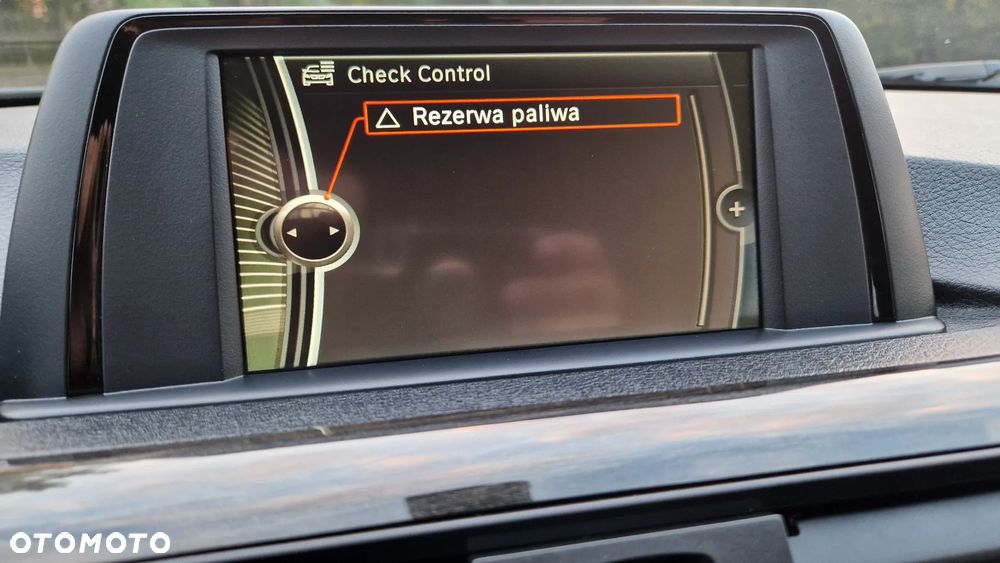 Check Control
Rezerwa paliwa
OTOMOTO